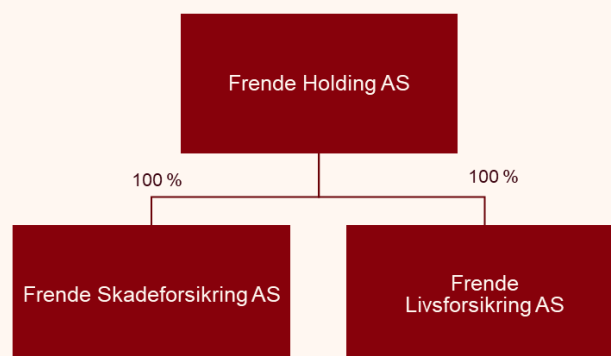 Frende Holding AS
100 %
100 %
Frende Skadeforsikring AS
Frende
Livsforsikring AS